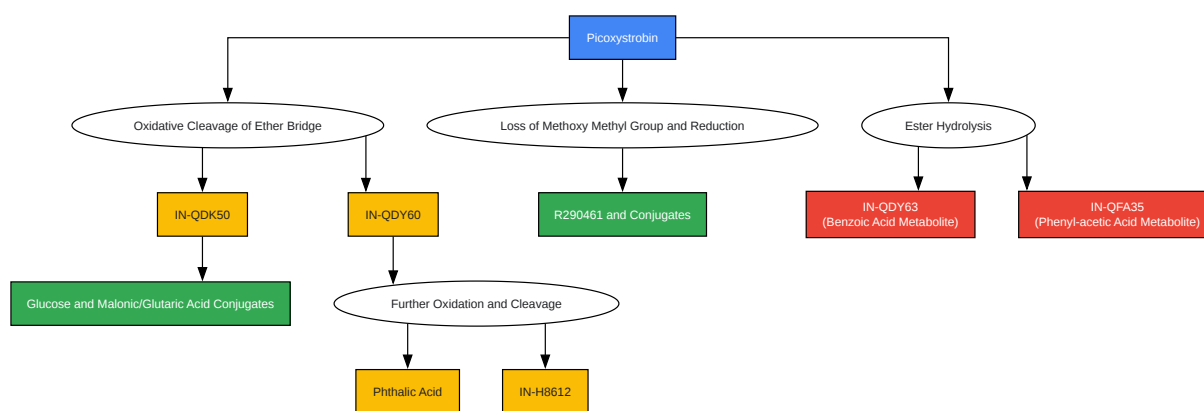 Picoxystrobin
Oxidative Cleavage of Ether Bridge
Loss of Methoxy Methyl Group and Reduction
Ester Hydrolysis
IN-QDK50
IN-QDY60
R290461 and Conjugates
IN-QDY63
(Benzoic Acid Metabolite)
IN-QFA35
(Phenyl-acetic Acid Metabolite)
Glucose and Malonic/Glutaric Acid Conjugates
Further Oxidation and Cleavage
Phthalic Acid
IN-H8612